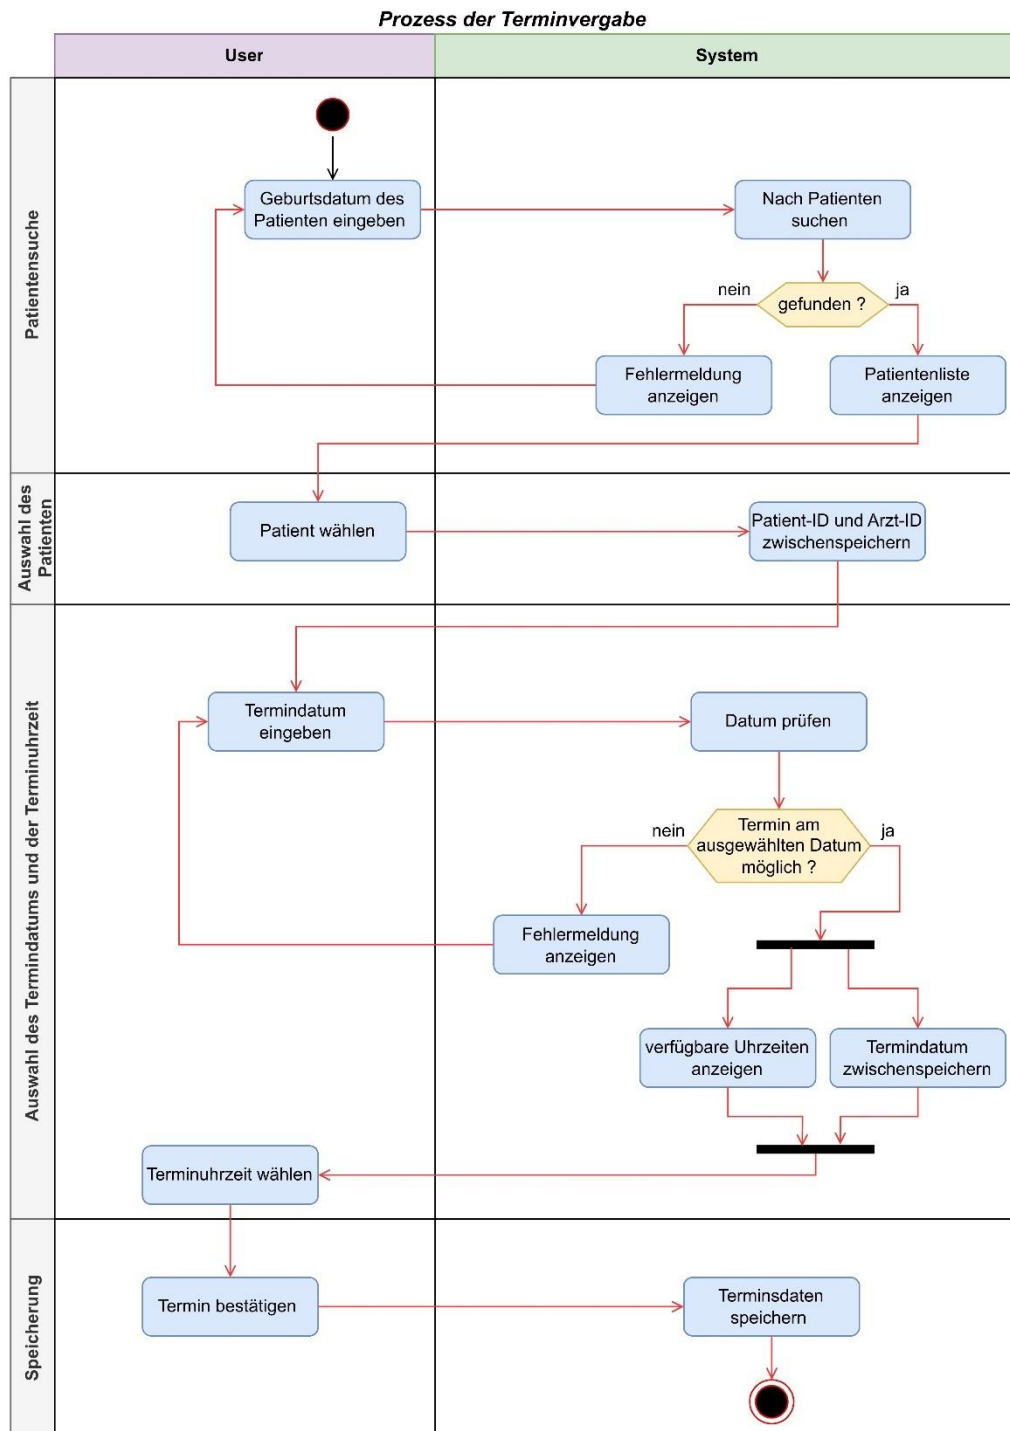 Prozess der Terminvergabe
User
System
Patientensuche
Geburtsdatum des
Patienten eingeben
Nach Patienten
suchen
nein
gefunden ?
ja
Fehlermeldung
anzeigen
Patientenliste
anzeigen
Auswahl des
Patienten
Patient wählen
Patient-ID und Arzt-ID
zwischenspeichern
Auswahl des Termindatums und der Terminuhrzeit
Termindatum
eingeben
Datum prüfen
nein
Termin am
ausgewählten Datum
möglich ?
ja
Fehlermeldung
anzeigen
verfügbare Uhrzeiten
anzeigen
Termindatum
zwischenspeichern
Terminuhrzeit wählen
Speicherung
Termin bestätigen
Terminsdaten
speichern